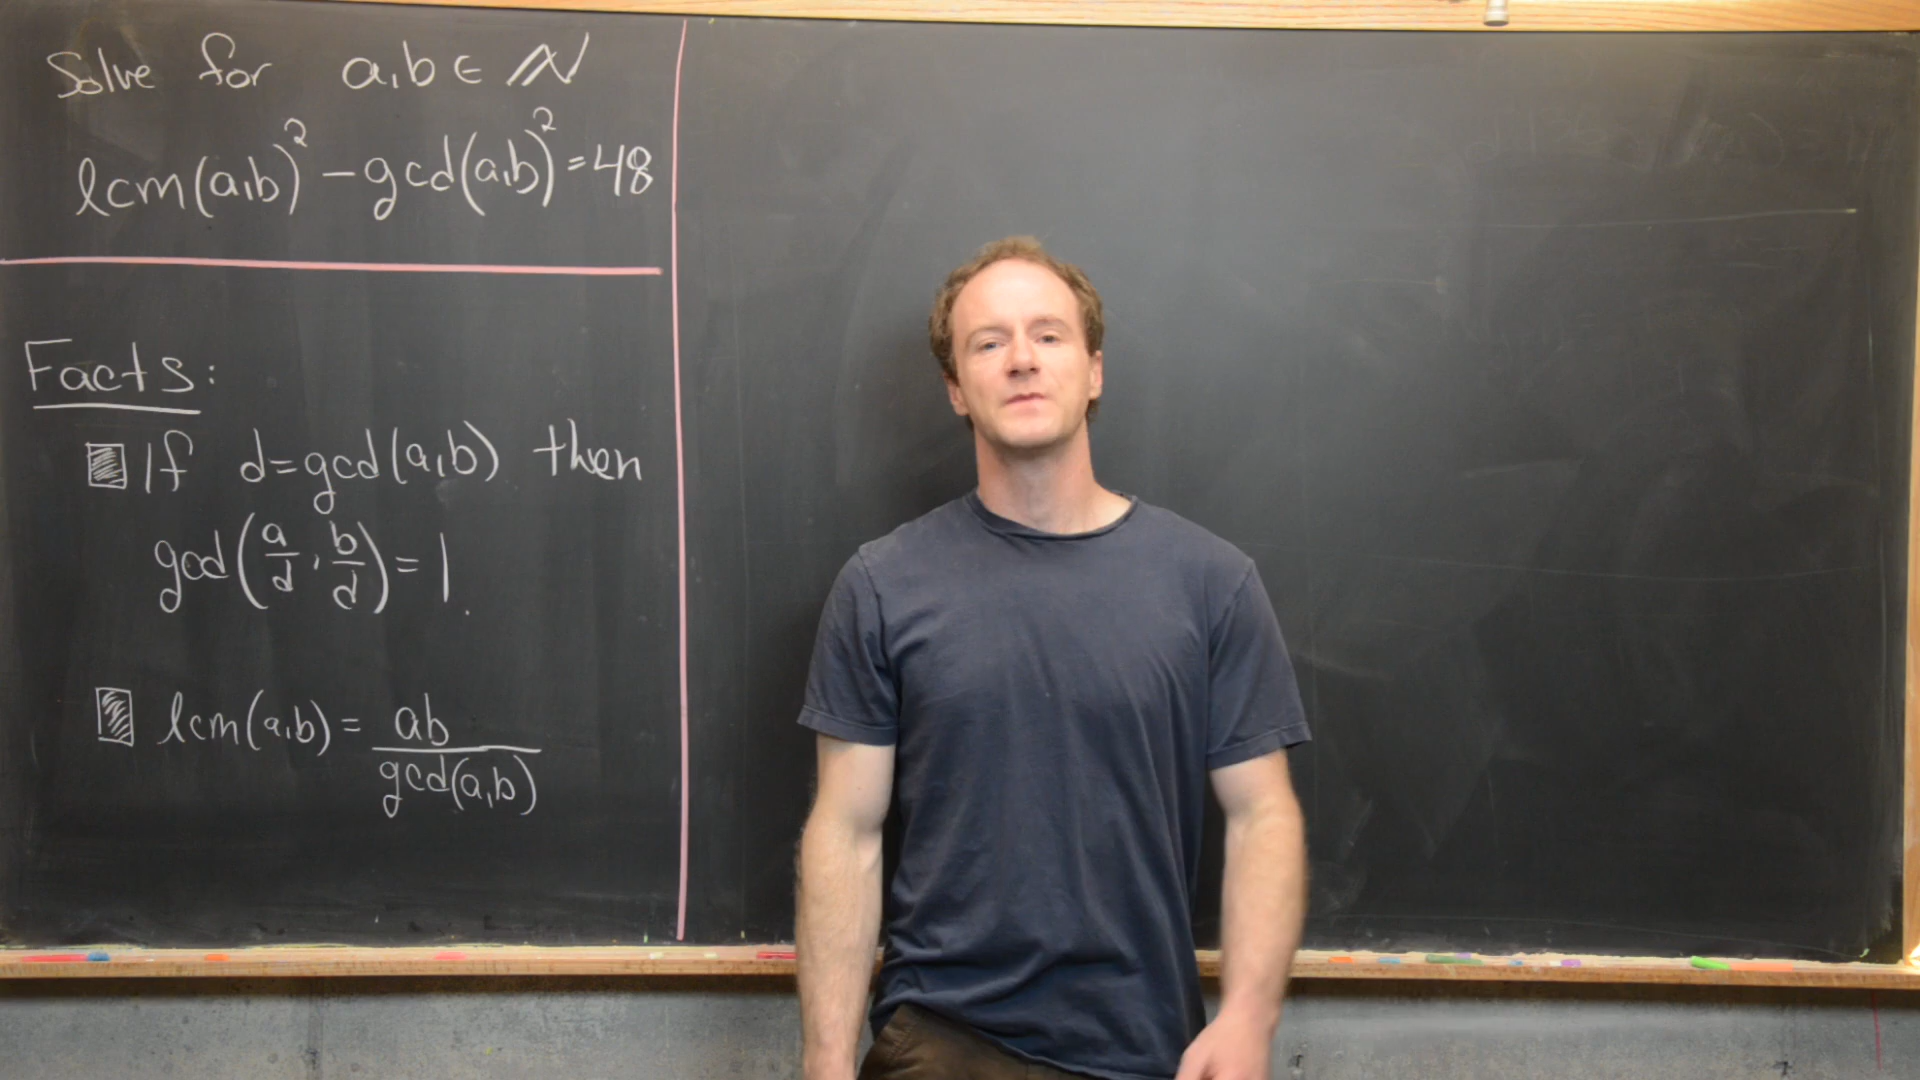 Solve for a,b ∈ ℕ
lcm(a,b)² - gcd(a,b)² = 48
Facts:
If d=gcd(a,b) then
gcd(a/d, b/d) = 1.
lcm(a,b) = ab/gcd(a,b)